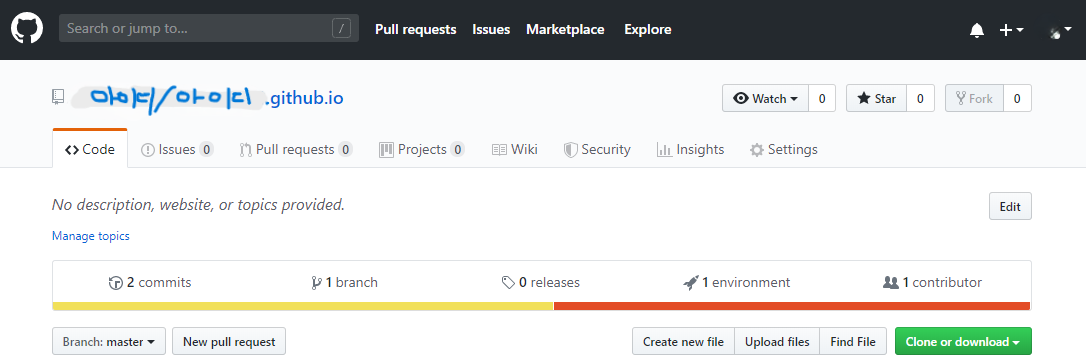 Search or jump to... / Pull requests Issues Marketplace Explore
아이디/아이디.github.io Watch 0 Star 0 Fork 0
Code Issues 0 Pull requests 0 Projects 0 Wiki Security Insights Settings
No description, website, or topics provided. Edit
Manage topics
2 commits 1 branch 0 releases 1 environment 1 contributor
Branch: master New pull request Create new file Upload files Find File Clone or download